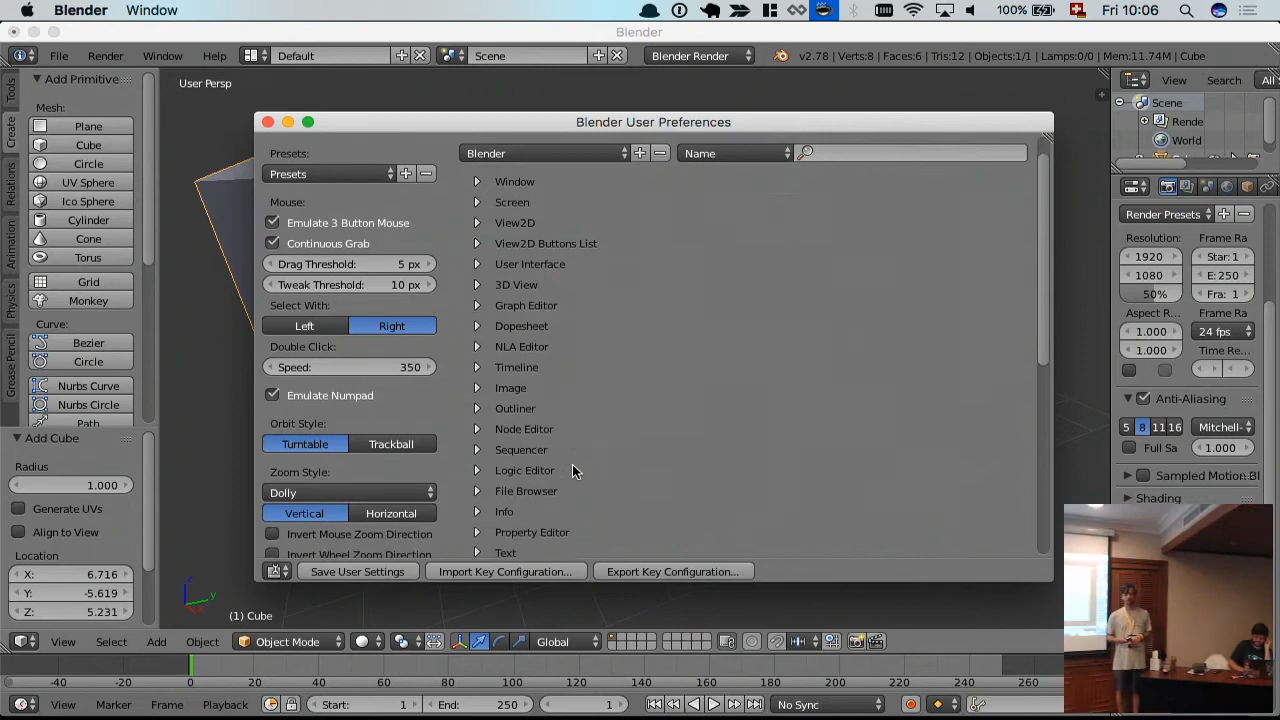 Blender Window 100% Fri 10:06
Blender
File Render Window Help Default Scene Blender Render v2.78 | Verts:8 | Faces:6 | Tris:12 | Objects:1/1 | Lamps:0/0 | Mem:11.74M | Cube
Tools
Create
Relations
Animation
Physics
Grease Pencil
Add Primitive
Mesh:
Plane
Cube
Circle
UV Sphere
Ico Sphere
Cylinder
Cone
Torus
Grid
Monkey
Curve:
Bezier
Circle
Nurbs Curve
Nurbs Circle
Path
Add Cube
Radius
1.000
Generate UVs
Align to View
Location
X: 6.716
Y: -5.619
Z: 5.231
User Persp
Blender User Preferences
Presets:
Presets
Mouse:
Emulate 3 Button Mouse
Continuous Grab
Drag Threshold: 5 px
Tweak Threshold: 10 px
Select With:
Left Right
Double Click:
Speed: 350
Emulate Numpad
Orbit Style:
Turntable Trackball
Zoom Style:
Dolly
Vertical Horizontal
Invert Mouse Zoom Direction
Invert Wheel Zoom Direction
Blender Name
Window
Screen
View2D
View2D Buttons List
User Interface
3D View
Graph Editor
Dopesheet
NLA Editor
Timeline
Image
Outliner
Node Editor
Sequencer
Logic Editor
File Browser
Info
Property Editor
Text
Save User Settings Import Key Configuration... Export Key Configuration...
(1) Cube
View Search All
Scene
Rende
World
Render Presets
Resolution: Frame Ra
1920 Star: 1
1080 E: 250
50% Fra: 1
Aspect R... Frame Ra
1.000 24 fps
1.000 Time Re...
Anti-Aliasing
5 8 11 16 Mitchell-
Full Sa 1.000
Sampled Motion Bl
Shading
View Select Add Object Object Mode Global
-40 -20 0 20 40 60 80 100 120 140 160 180 200 220 240 260
View Marker Frame Playback Start: 1 End: 250 1 No Sync